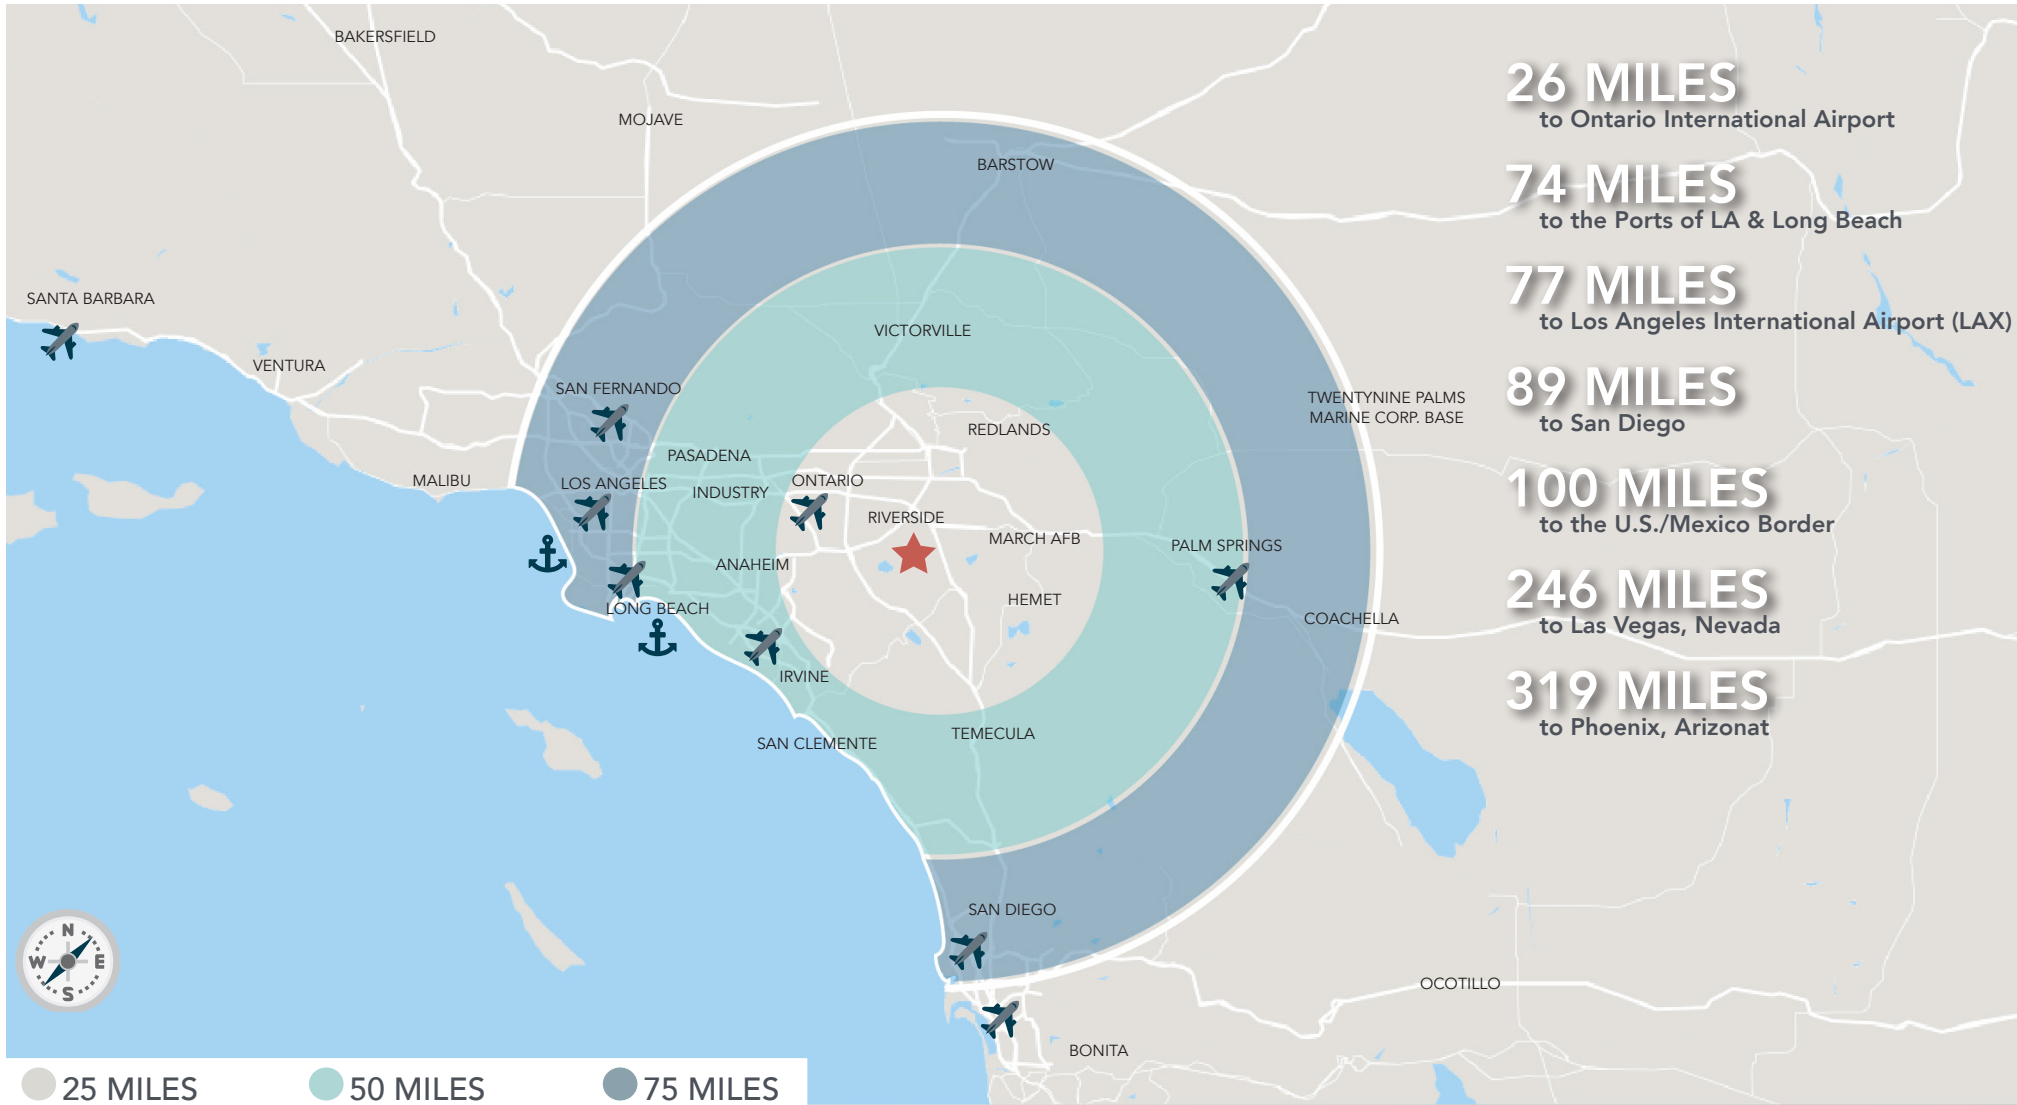 BAKERSFIELD
MOJAVE
BARSTOW
SANTA BARBARA
VENTURA
VICTORVILLE
SAN FERNANDO
TWENTYNINE PALMS
MARINE CORP. BASE
REDLANDS
PASADENA
MALIBU
LOS ANGELES
INDUSTRY
ONTARIO
RIVERSIDE
MARCH AFB
PALM SPRINGS
ANAHEIM
HEMET
LONG BEACH
COACHELLA
IRVINE
TEMECULA
SAN CLEMENTE
SAN DIEGO
OCOTILLO
BONITA
26 MILES
to Ontario International Airport
74 MILES
to the Ports of LA & Long Beach
77 MILES
to Los Angeles International Airport (LAX)
89 MILES
to San Diego
100 MILES
to the U.S./Mexico Border
246 MILES
to Las Vegas, Nevada
319 MILES
to Phoenix, Arizonat
N
W E
S
25 MILES
50 MILES
75 MILES